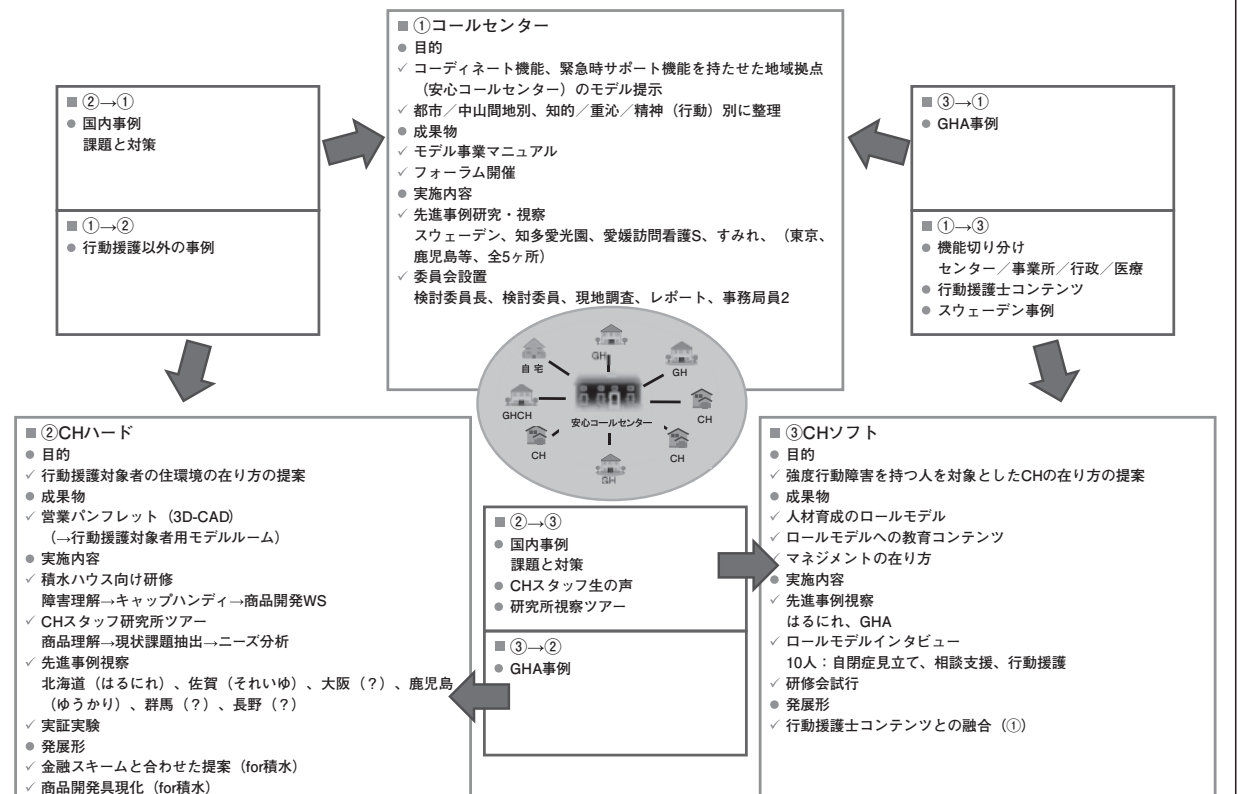 ■ ①コールセンター
● 目的
✓ コーディネート機能、緊急時サポート機能を持たせた地域拠点
（安心コールセンター）のモデル提示
✓ 都市／中山間地別、知的／重沁／精神（行動）別に整理
● 成果物
✓ モデル事業マニュアル
✓ フォーラム開催
● 実施内容
✓ 先進事例研究・視察
スウェーデン、知多愛光園、愛媛訪問看護S、すみれ、（東京、
鹿児島等、全5ヶ所）
✓ 委員会設置
検討委員長、検討委員、現地調査、レポート、事務局員2
■ ②→①
● 国内事例
課題と対策
■ ①→②
● 行動援護以外の事例
■ ③→①
● GHA事例
■ ①→③
● 機能切り分け
センター／事業所／行政／医療
● 行動援護士コンテンツ
● スウェーデン事例
GH
自宅
GH
GHCH
安心コールセンター
CH
CH
CH
GH
■ ②CHハード
● 目的
✓ 行動援護対象者の住環境の在り方の提案
● 成果物
✓ 営業パンフレット（3D-CAD）
（→行動援護対象者用モデルルーム）
● 実施内容
✓ 積水ハウス向け研修
障害理解→キャップハンディ→商品開発WS
✓ CHスタッフ研究所ツアー
商品理解→現状課題抽出→ニーズ分析
✓ 先進事例視察
北海道（はるにれ）、佐賀（それいゆ）、大阪（？）、鹿児島
（ゆうかり）、群馬（？）、長野（？）
✓ 実証実験
● 発展形
✓ 金融スキームと合わせた提案（for積水）
✓ 商品開発具現化（for積水）
■ ②→③
● 国内事例
課題と対策
● CHスタッフ生の声
● 研究所視察ツアー
■ ③→②
● GHA事例
■ ③CHソフト
● 目的
✓ 強度行動障害を持つ人を対象としたCHの在り方の提案
● 成果物
✓ 人材育成のロールモデル
✓ ロールモデルへの教育コンテンツ
✓ マネジメントの在り方
● 実施内容
✓ 先進事例視察
はるにれ、GHA
✓ ロールモデルインタビュー
10人：自閉症見立て、相談支援、行動援護
✓ 研修会試行
● 発展形
✓ 行動援護士コンテンツとの融合（①）